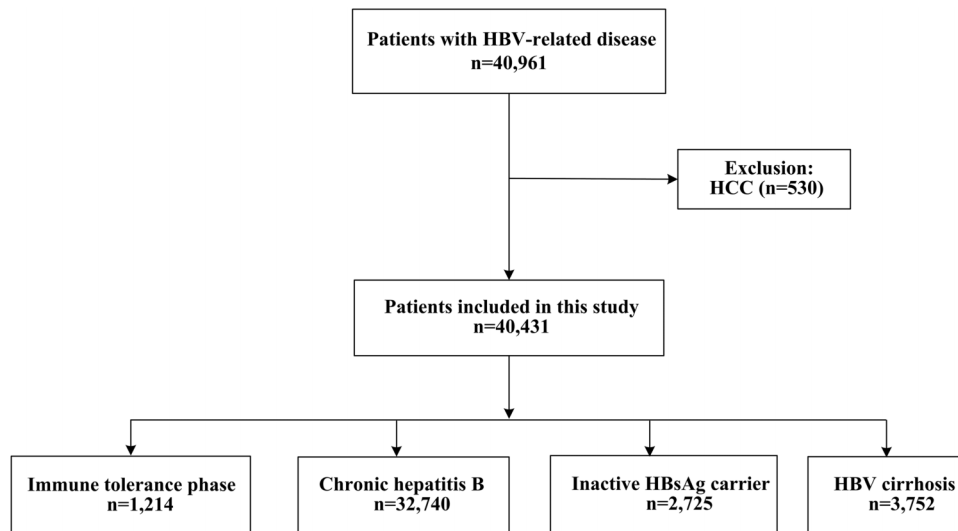 Patients with HBV-related disease
n=40,961
Exclusion:
HCC (n=530)
Patients included in this study
n=40,431
Immune tolerance phase
n=1,214
Chronic hepatitis B
n=32,740
Inactive HBsAg carrier
n=2,725
HBV cirrhosis
n=3,752